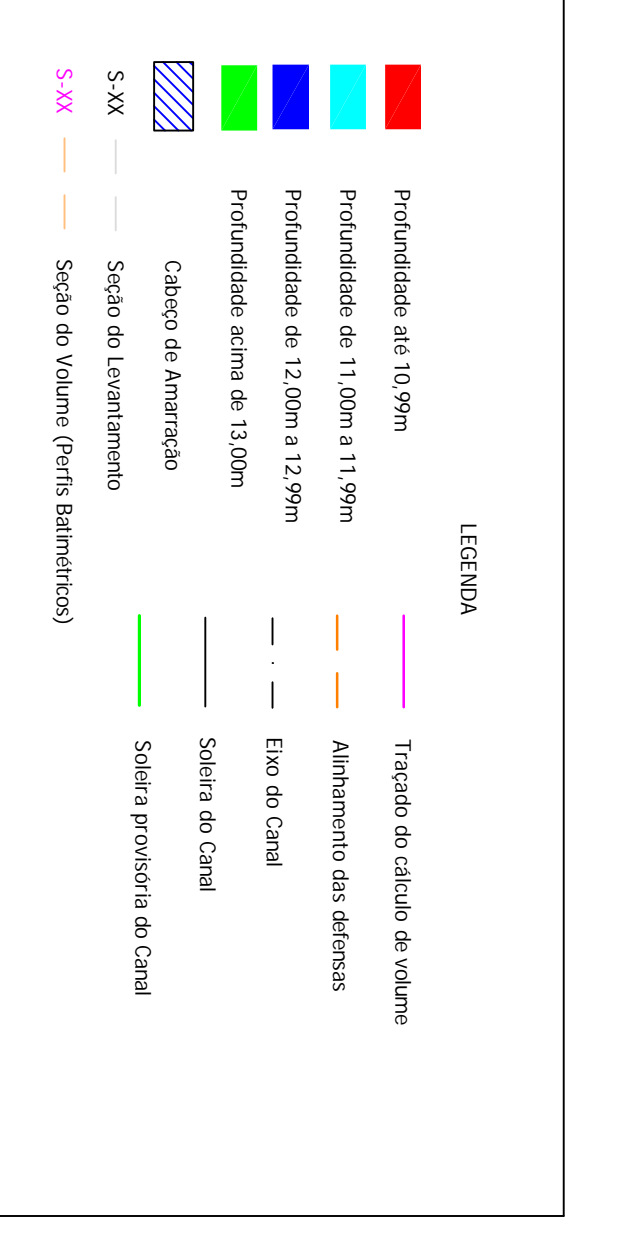 LEGENDA
Profundidade até 10,99m
Profundidade de 11,00m a 11,99m
Profundidade de 12,00m a 12,99m
Profundidade acima de 13,00m
Cabeço de Amarração
S-XX Seção do Levantamento
S-XX Seção do Volume (Perfis Batimétricos)
Traçado do cálculo de volume
Alinhamento das defensas
Eixo do Canal
Soleira do Canal
Soleira provisória do Canal